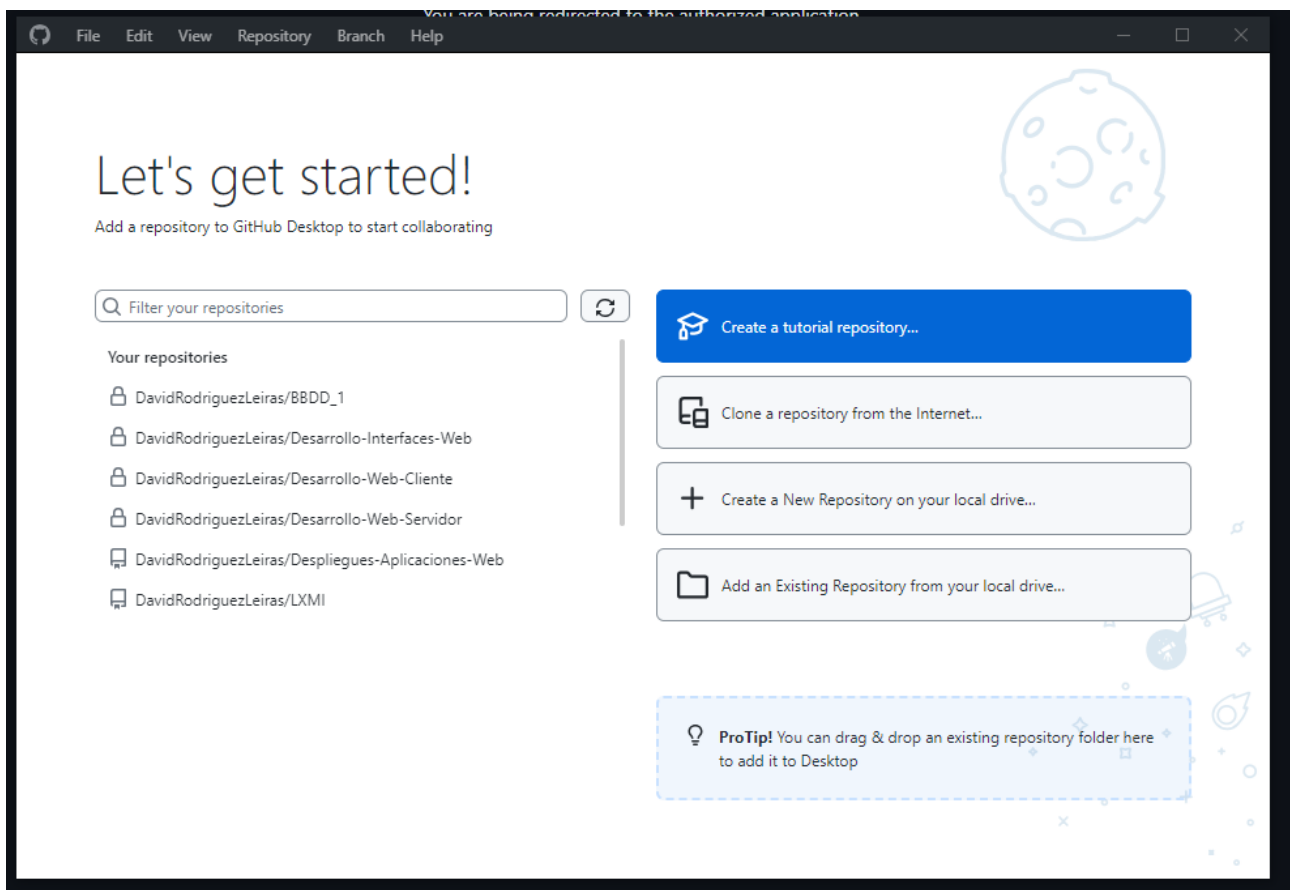 You are being redirected to the authorized application
File Edit View Repository Branch Help
Let's get started!
Add a repository to GitHub Desktop to start collaborating
Filter your repositories
Your repositories
DavidRodriguezLeiras/BBDD_1
DavidRodriguezLeiras/Desarrollo-Interfaces-Web
DavidRodriguezLeiras/Desarrollo-Web-Cliente
DavidRodriguezLeiras/Desarrollo-Web-Servidor
DavidRodriguezLeiras/Despliegues-Aplicaciones-Web
DavidRodriguezLeiras/LXMI
Create a tutorial repository...
Clone a repository from the Internet...
Create a New Repository on your local drive...
Add an Existing Repository from your local drive...
ProTip! You can drag & drop an existing repository folder here
to add it to Desktop